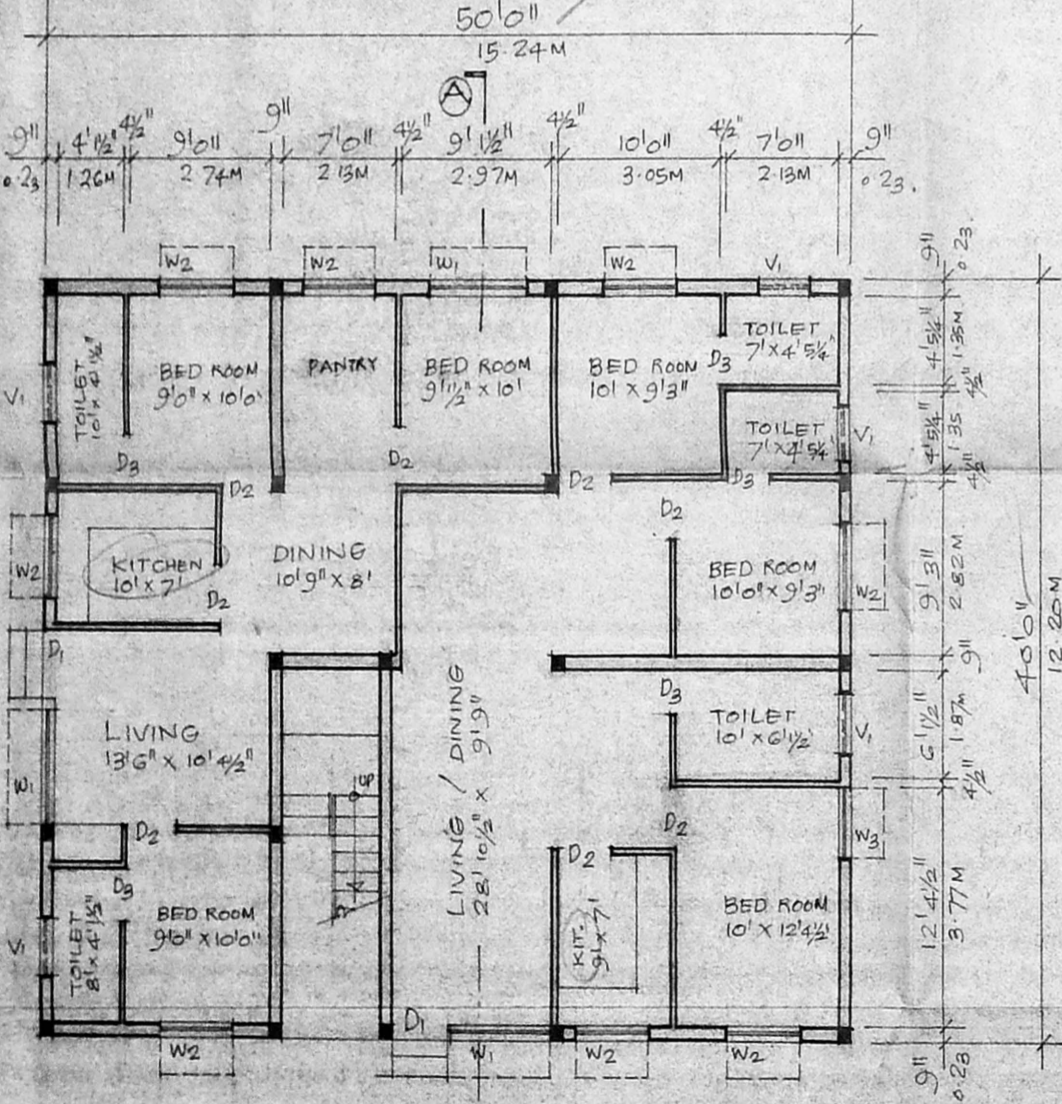 50'0"
15.24M
A
9" 4'1½" 4½" 9'0" 9" 7'0" 4½" 9'1½" 4½" 10'0" 4½" 7'0" 9"
0.23 1.26M 2.74M 2.13M 2.97M 3.05M 2.13M 0.23.
W2 W2 W1 W2 V1
TOILET
10' x 4'1½"
BED ROOM
9'0" x 10'0"
PANTRY
BED ROOM
9'1½" x 10'
BED ROOM
10' x 9'3"
D3
TOILET
7' x 4'5¼"
TOILET
7' x 4'5¼
V1
V1
D3
D2
D2
D2
D3
D2
W2
KITCHEN
10' x 7'
D2
DINING
10'9" x 8'
BED ROOM
10'0" x 9'3"
W2
D1
LIVING
13'6" x 10'4½"
W1
UP
LIVING / DINING
28'10½" x 9'9"
D3
TOILET
10' x 6'1½
V1
D2
D2
D2
W3
D3
TOILET
8' x 4'1½"
V1
BED ROOM
9'0" x 10'0"
KIT.
9' x 7'
BED ROOM
10' x 12'4½
D1
W2 W1 W2 W2
9"
0.23
4'5¼"
1.35M
4½"
4'5¼"
1.35
4½"
9'3"
2.82M
9"
6'1½"
1.87M
4½"
12'4½"
3.77M
9"
0.23
40'0"
12.20M